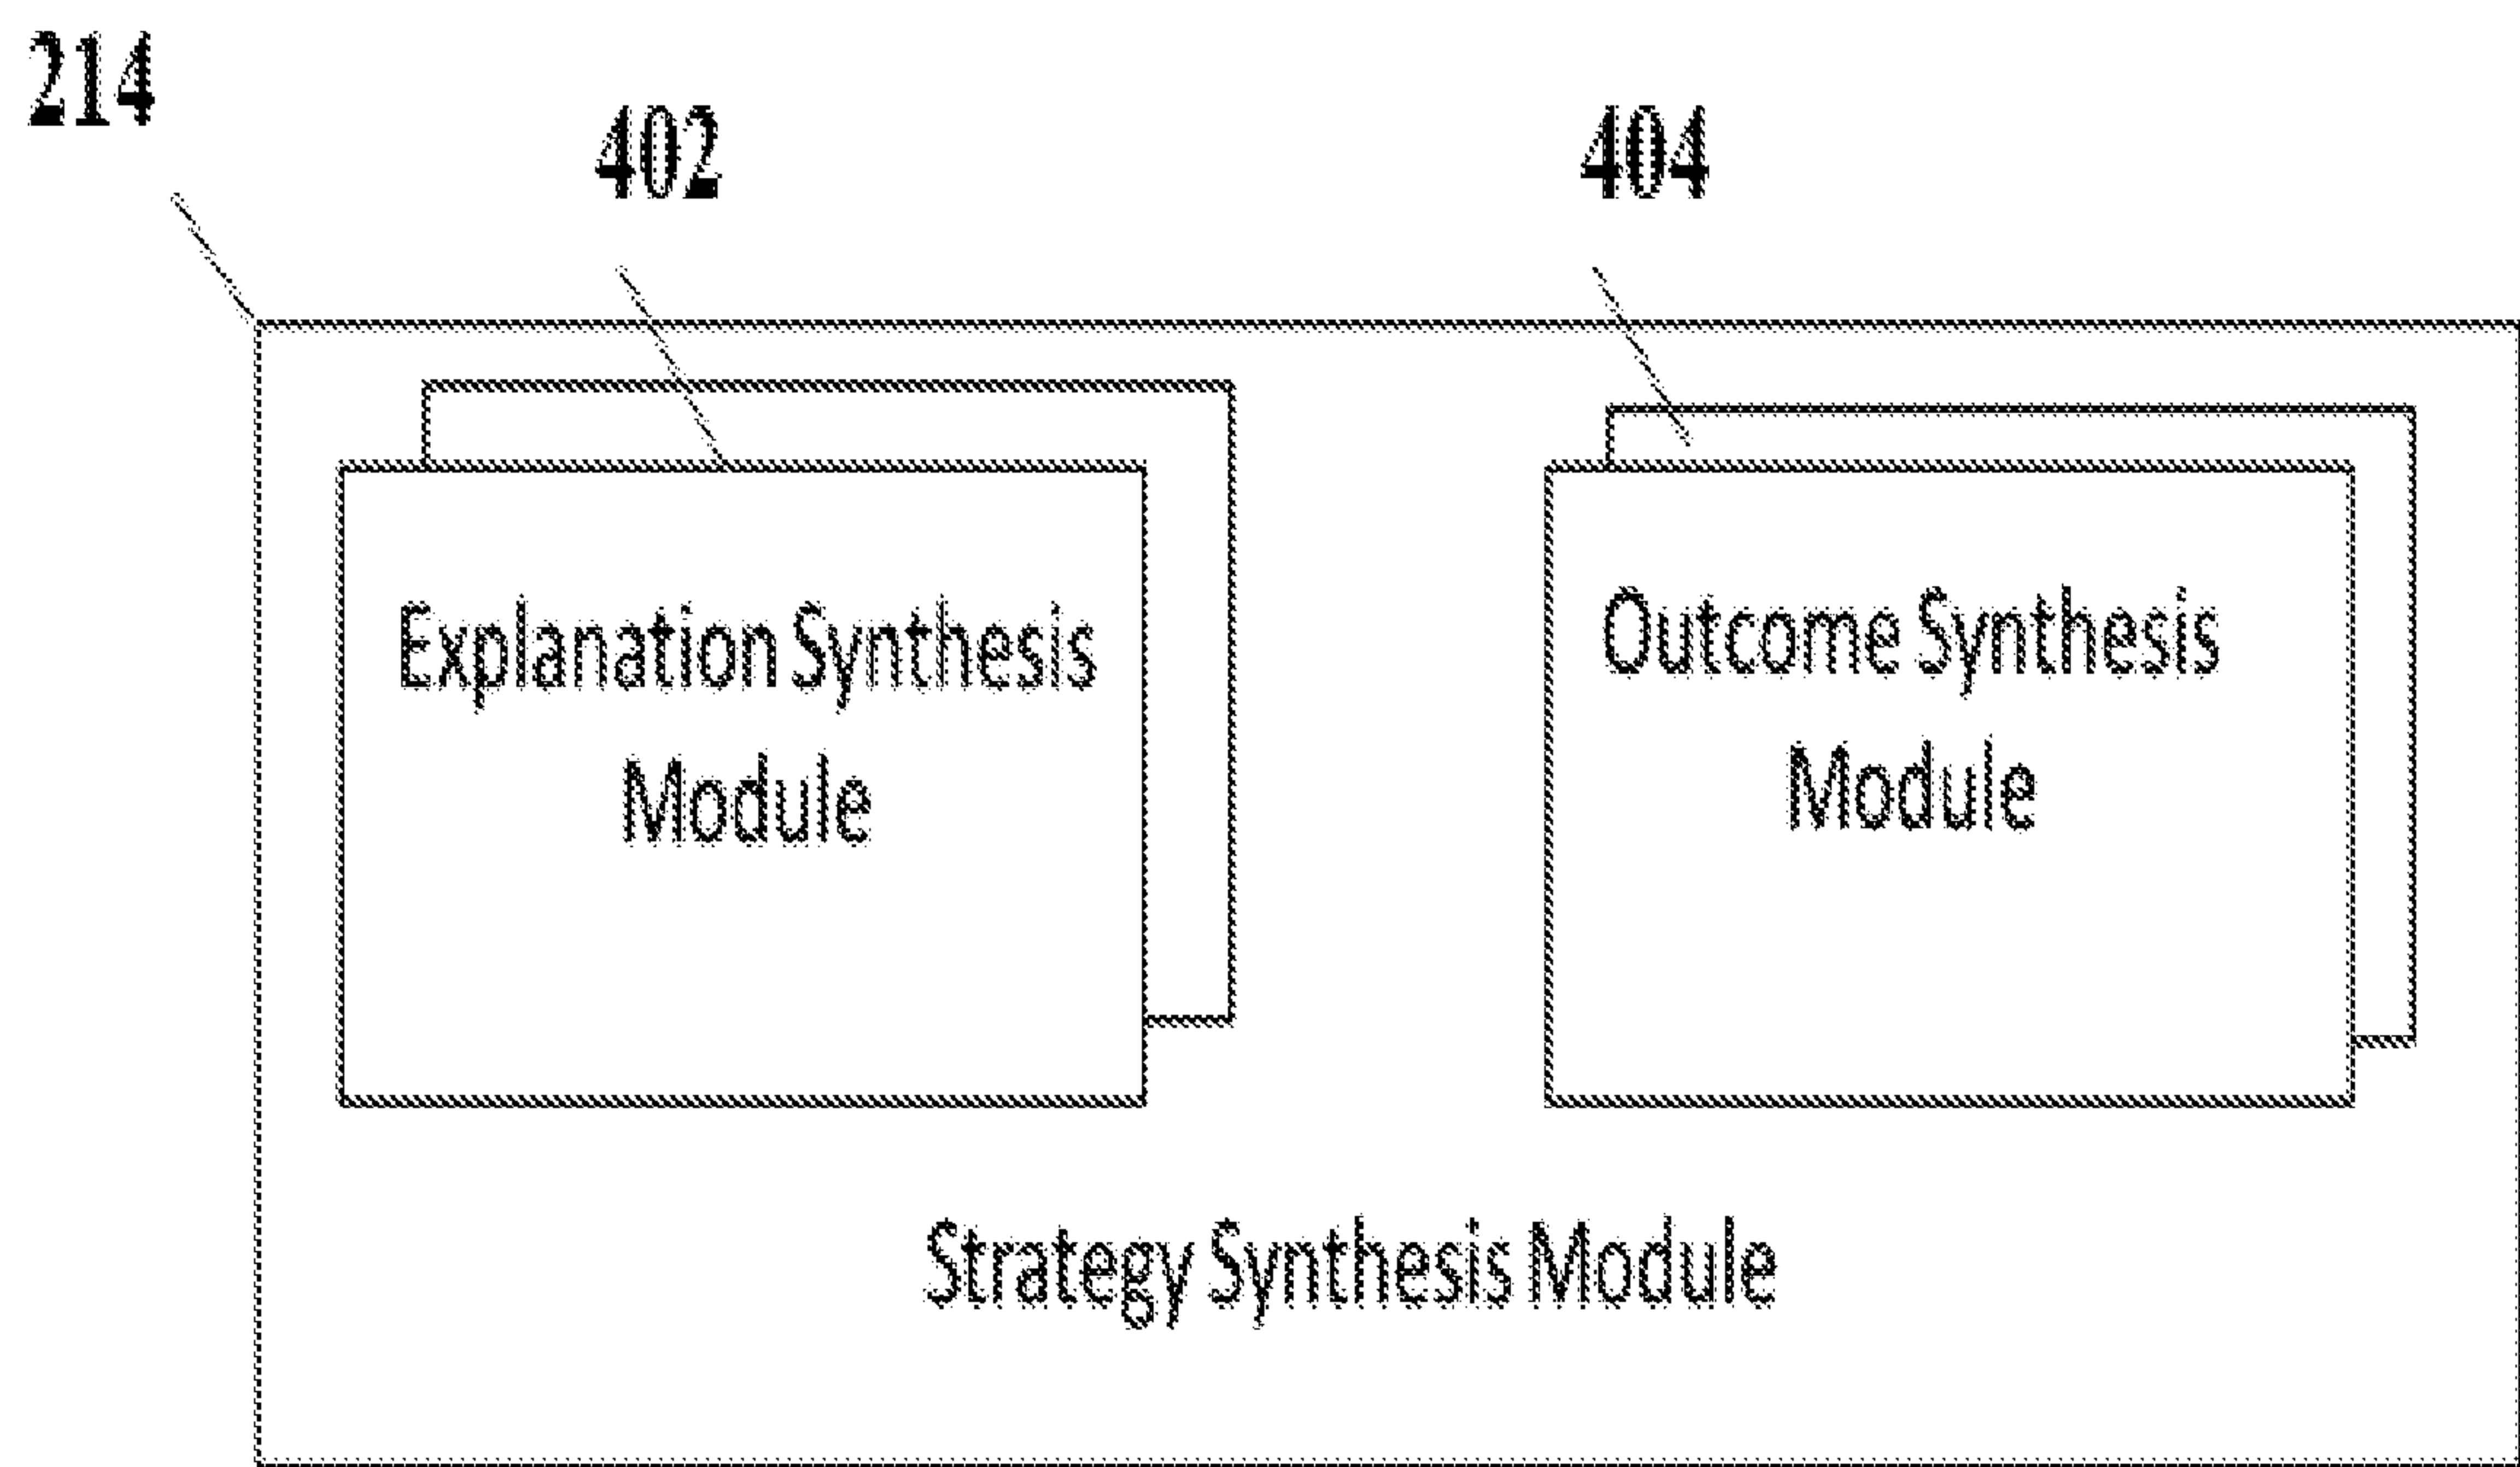 214
402
404
Explanation Synthesis
Module
Outcome Synthesis
Module
Strategy Synthesis Module